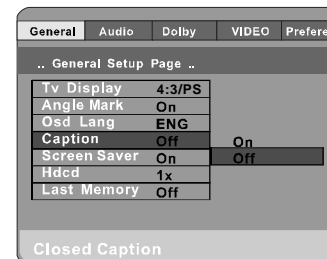 General Audio Dolby VIDEO Prefere
.. General Setup Page ..
Tv Display 4:3/PS
Angle Mark On
Osd Lang ENG
Caption Off On
Screen Saver On Off
Hdcd 1x
Last Memory Off
Closed Caption